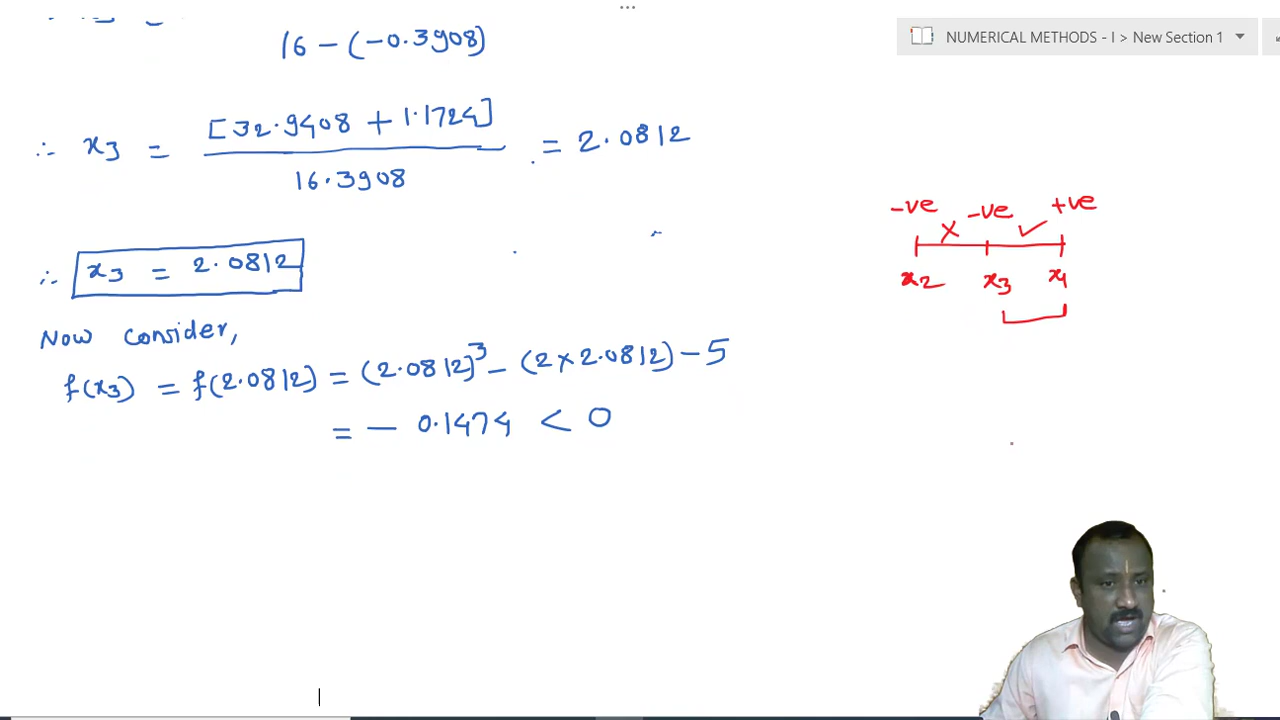 NUMERICAL METHODS - I > New Section 1
16 - (-0.3908)
∴ x3 = [32.9408 + 1.1724] / 16.3908 = 2.0812
-ve -ve +ve
x2 x3 x1
∴ x3 = 2.0812
Now consider,
f(x3) = f(2.0812) = (2.0812)³ - (2 × 2.0812) - 5
= - 0.1474 < 0